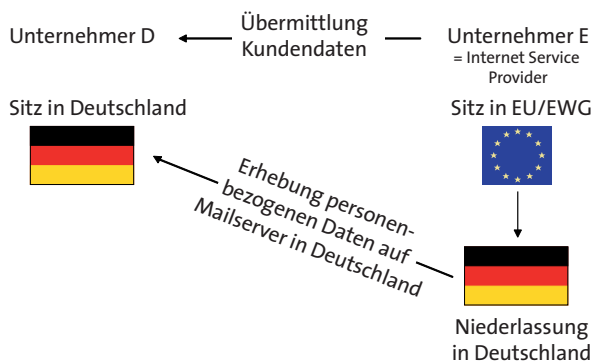 Unternehmer D
Übermittlung
Kundendaten
Unternehmer E
= Internet Service
Provider
Sitz in Deutschland
Sitz in EU/EWG
Erhebung personen-
bezogenen Daten auf
Mailserver in Deutschland
Niederlassung
in Deutschland